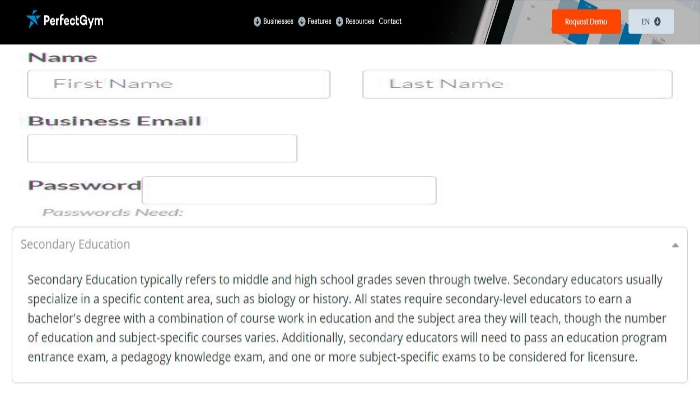 PerfectGym Businesses Features Resources Contact Request Demo EN
Name
First Name Last Name
Business Email
Password
Passwords Need:
Secondary Education
Secondary Education typically refers to middle and high school grades seven through twelve. Secondary educators usually
specialize in a specific content area, such as biology or history. All states require secondary-level educators to earn a
bachelor's degree with a combination of course work in education and the subject area they will teach, though the number
of education and subject-specific courses varies. Additionally, secondary educators will need to pass an education program
entrance exam, a pedagogy knowledge exam, and one or more subject-specific exams to be considered for licensure.